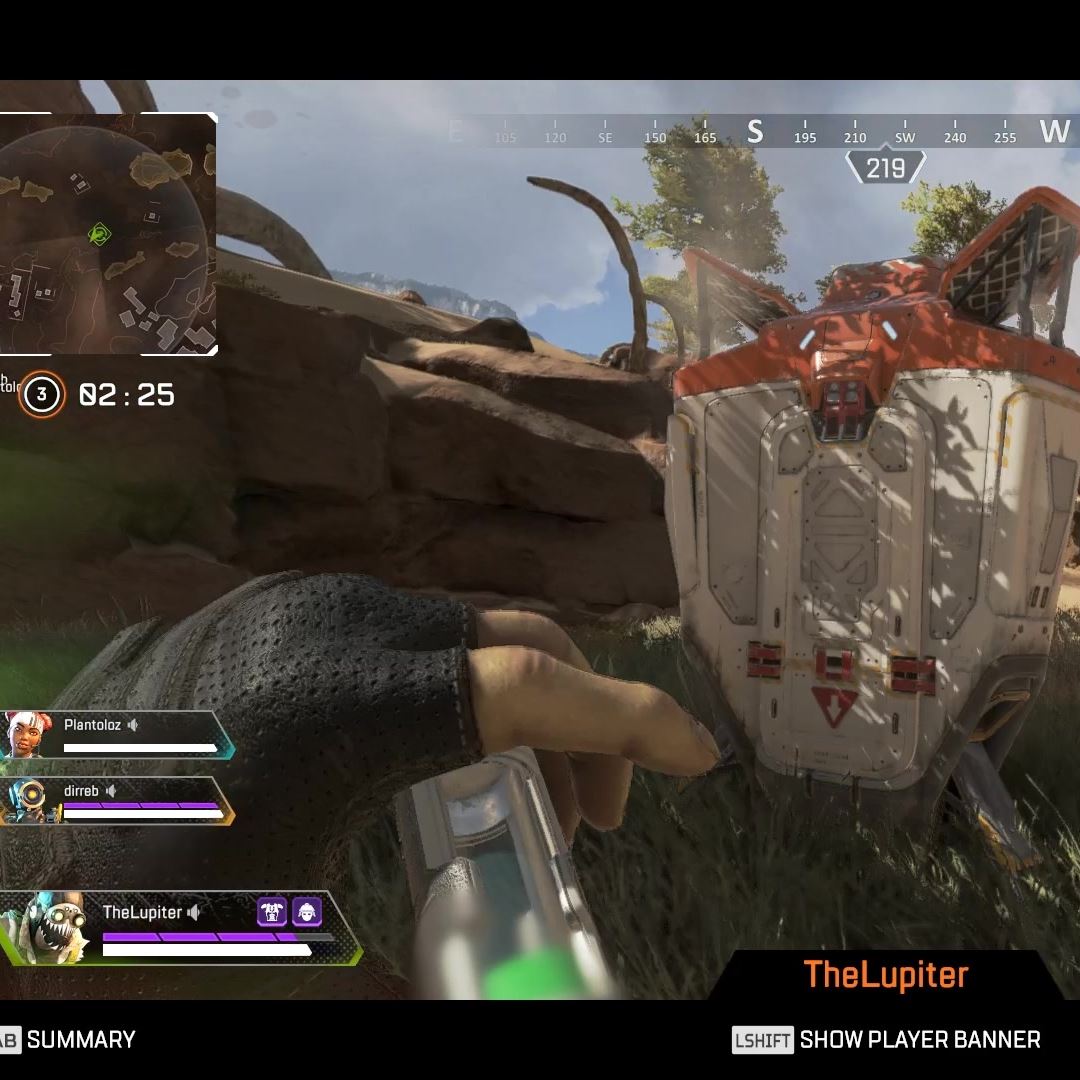 E 105 120 SE 150 165 S 195 210 SW 240 255 W
219
3 02:25
Plantoloz
dirreb
TheLupiter
TheLupiter
AB SUMMARY
LSHIFT SHOW PLAYER BANNER